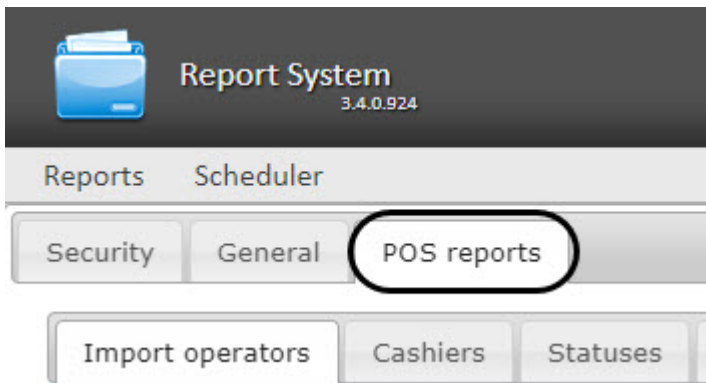 Report System
3.4.0.924
Reports Scheduler
Security General POS reports
Import operators Cashiers Statuses